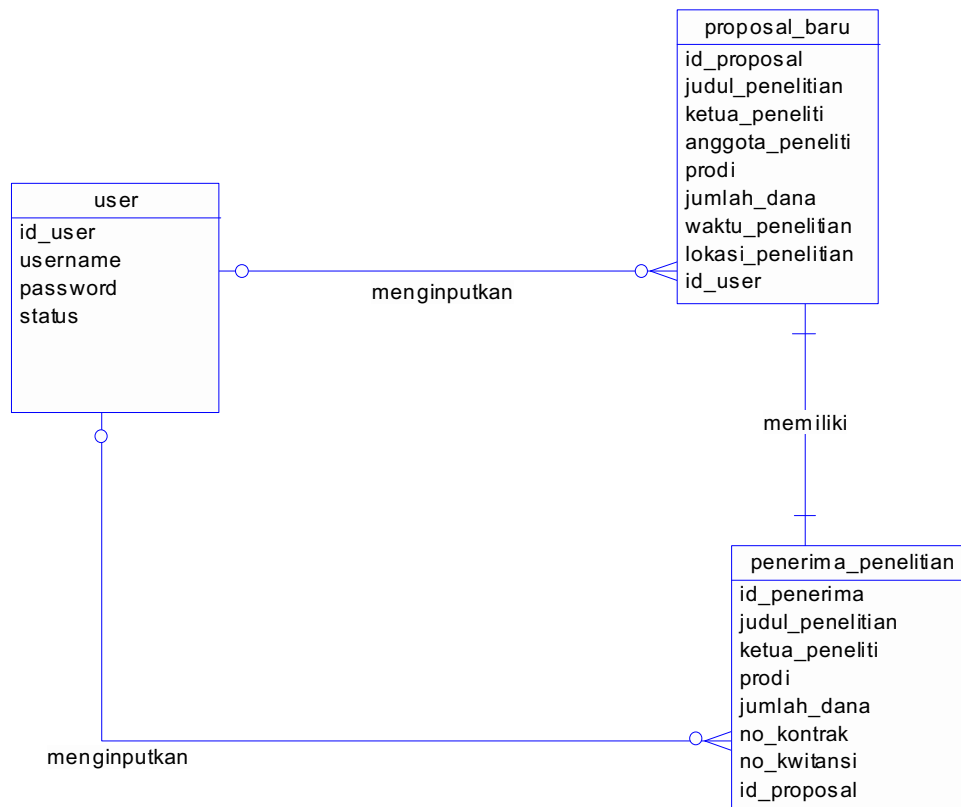 proposal_baru
id_proposal
judul_penelitian
ketua_peneliti
anggota_peneliti
prodi
jumlah_dana
waktu_penelitian
lokasi_penelitian
id_user
user
id_user
username
password
status
menginputkan
memiliki
penerima_penelitian
id_penerima
judul_penelitian
ketua_peneliti
prodi
jumlah_dana
no_kontrak
no_kwitansi
id_proposal
menginputkan